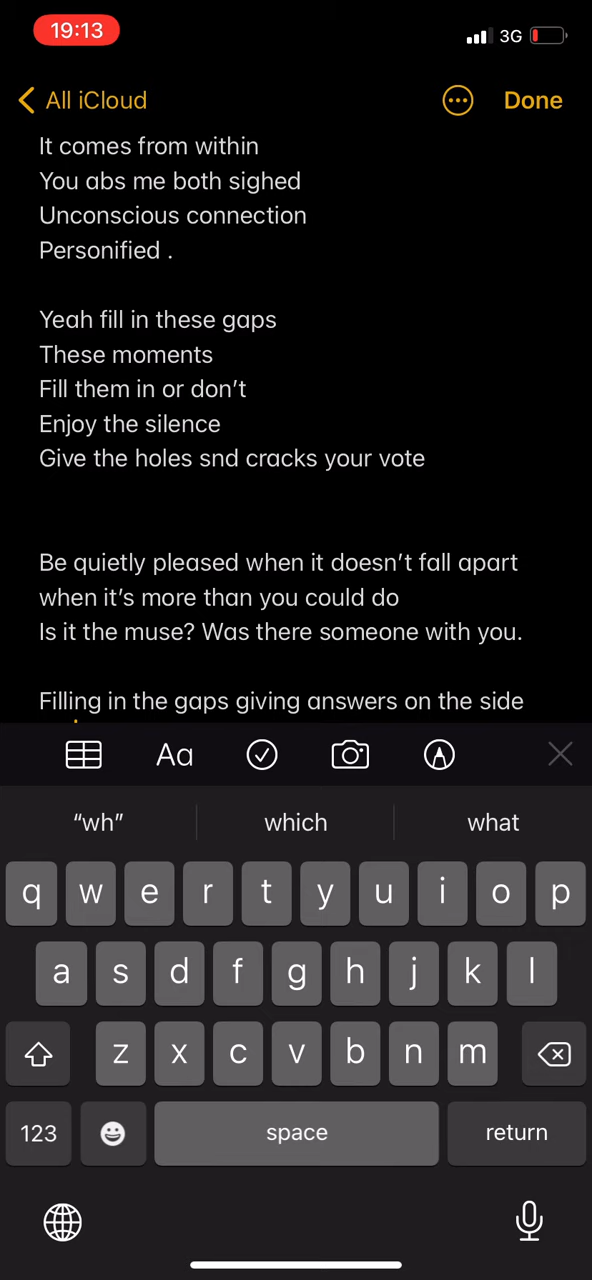 19:13
3G
All iCloud
Done
It comes from within
You abs me both sighed
Unconscious connection
Personified .
Yeah fill in these gaps
These moments
Fill them in or don’t
Enjoy the silence
Give the holes snd cracks your vote
Be quietly pleased when it doesn’t fall apart
when it’s more than you could do
Is it the muse? Was there someone with you.
Filling in the gaps giving answers on the side
Aa
“wh”
which
what
q w e r t y u i o p
a s d f g h j k l
z x c v b n m
123
space
return